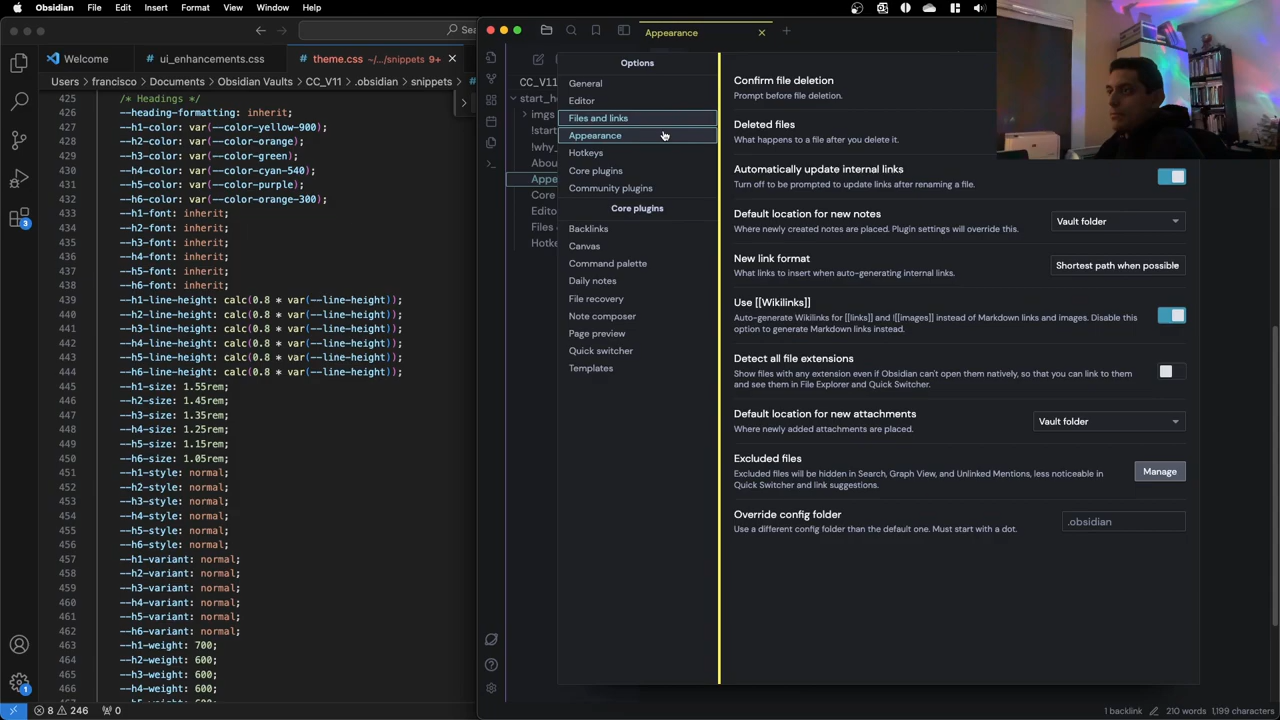 Obsidian File Edit Insert Format View Window Help
Sea
Appearance
Welcome
ui_enhancements.css
theme.css ~/.../snippets 9+
Users > francisco > Documents > Obsidian Vaults > CC_V11 > .obsidian > snippets >
425 /* Headings */
426 --heading-formatting: inherit;
427 --h1-color: var(--color-yellow-900);
428 --h2-color: var(--color-orange);
429 --h3-color: var(--color-green);
430 --h4-color: var(--color-cyan-540);
431 --h5-color: var(--color-purple);
432 --h6-color: var(--color-orange-300);
433 --h1-font: inherit;
434 --h2-font: inherit;
435 --h3-font: inherit;
436 --h4-font: inherit;
437 --h5-font: inherit;
438 --h6-font: inherit;
439 --h1-line-height: calc(0.8 * var(--line-height));
440 --h2-line-height: calc(0.8 * var(--line-height));
441 --h3-line-height: calc(0.8 * var(--line-height));
442 --h4-line-height: calc(0.8 * var(--line-height));
443 --h5-line-height: calc(0.8 * var(--line-height));
444 --h6-line-height: calc(0.8 * var(--line-height));
445 --h1-size: 1.55rem;
446 --h2-size: 1.45rem;
447 --h3-size: 1.35rem;
448 --h4-size: 1.25rem;
449 --h5-size: 1.15rem;
450 --h6-size: 1.05rem;
451 --h1-style: normal;
452 --h2-style: normal;
453 --h3-style: normal;
454 --h4-style: normal;
455 --h5-style: normal;
456 --h6-style: normal;
457 --h1-variant: normal;
458 --h2-variant: normal;
459 --h3-variant: normal;
460 --h4-variant: normal;
461 --h5-variant: normal;
462 --h6-variant: normal;
463 --h1-weight: 700;
464 --h2-weight: 600;
465 --h3-weight: 600;
466 --h4-weight: 600;
3
1
8 246 0
CC_V11
start_h
imgs
!start
!why_
Abou
Appe
Core
Edito
Files
Hotke
Options
General
Editor
Files and links
Appearance
Hotkeys
Core plugins
Community plugins
Core plugins
Backlinks
Canvas
Command palette
Daily notes
File recovery
Note composer
Page preview
Quick switcher
Templates
Confirm file deletion
Prompt before file deletion.
Deleted files
What happens to a file after you delete it.
Automatically update internal links
Turn off to be prompted to update links after renaming a file.
Default location for new notes
Where newly created notes are placed. Plugin settings will override this.
Vault folder
New link format
What links to insert when auto-generating internal links.
Shortest path when possible
Use [[Wikilinks]]
Auto-generate Wikilinks for [[links]] and ![[images]] instead of Markdown links and images. Disable this
option to generate Markdown links instead.
Detect all file extensions
Show files with any extension even if Obsidian can't open them natively, so that you can link to them
and see them in File Explorer and Quick Switcher.
Default location for new attachments
Where newly added attachments are placed.
Vault folder
Excluded files
Excluded files will be hidden in Search, Graph View, and Unlinked Mentions, less noticeable in
Quick Switcher and link suggestions.
Manage
Override config folder
Use a different config folder than the default one. Must start with a dot.
.obsidian
1 backlink
210 words 1,199 characters